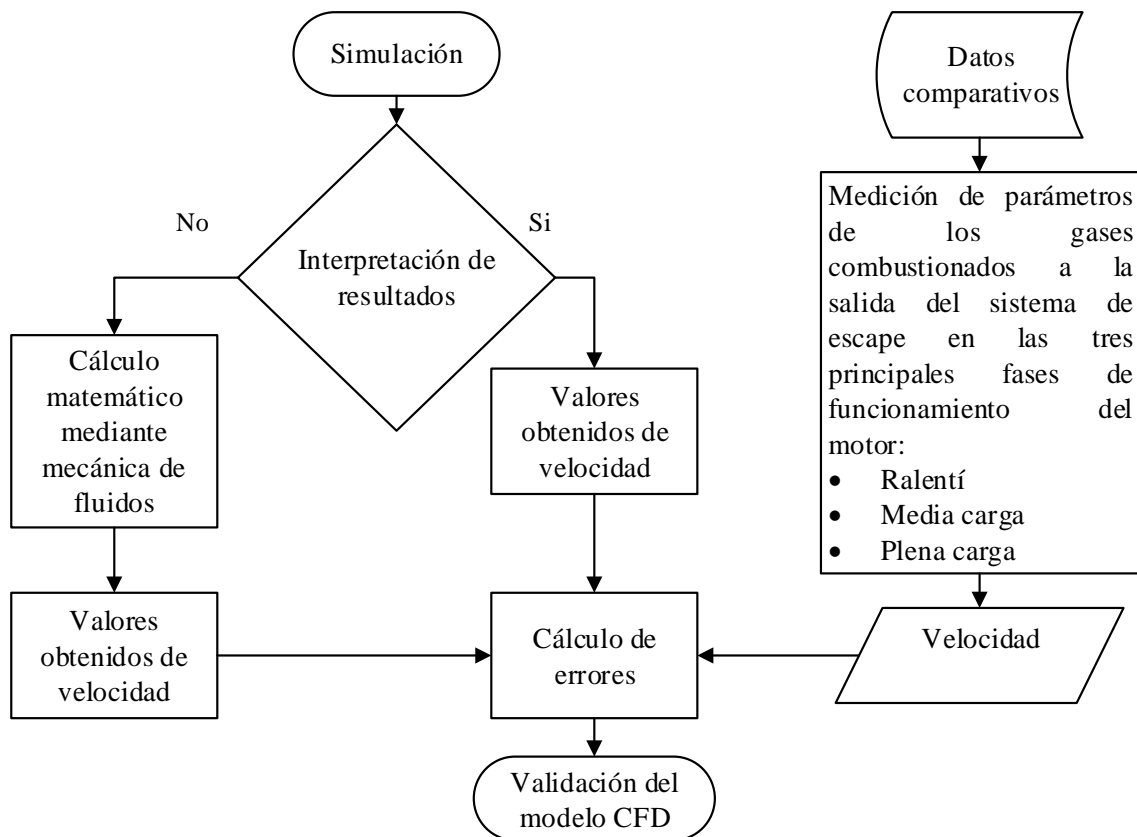 Simulación
No
Si
Interpretación de
resultados
Cálculo
matemático
mediante
mecánica de
fluidos
Valores
obtenidos de
velocidad
Valores
obtenidos de
velocidad
Cálculo de
errores
Validación del
modelo CFD
Datos
comparativos
Medición de parámetros
de los gases
combustionados a la
salida del sistema de
escape en las tres
principales fases de
funcionamiento del
motor:
• Ralentí
• Media carga
• Plena carga
Velocidad